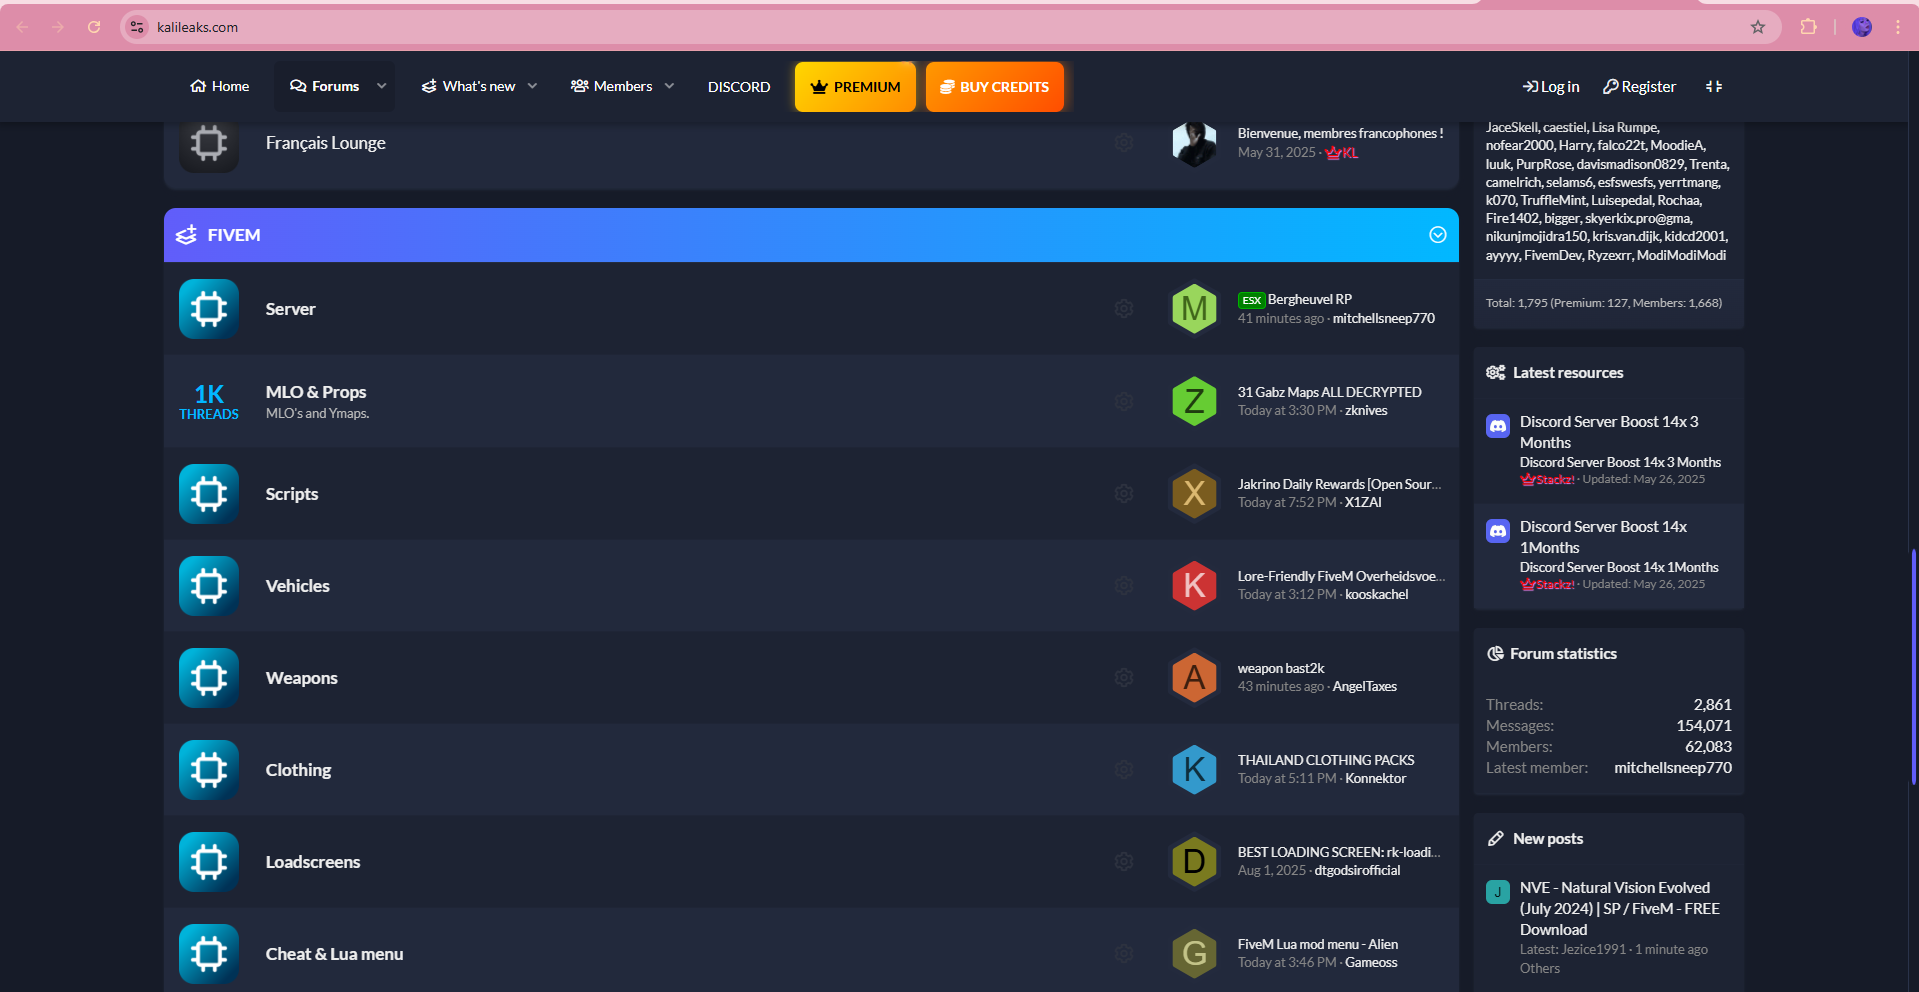 kalileaks.com
Home
Forums
What's new
Members
DISCORD
PREMIUM
BUY CREDITS
Log in
Register
Français Lounge
Bienvenue, membres francophones !
May 31, 2025 · KL
FIVEM
Server
ESX Bergheuvel RP
41 minutes ago · mitchellsneep770
1K
THREADS
MLO & Props
MLO's and Ymaps.
31 Gabz Maps ALL DECRYPTED
Today at 3:30 PM · zknives
Scripts
Jakrino Daily Rewards [Open Sour...
Today at 7:52 PM · X1ZAI
Vehicles
Lore-Friendly FiveM Overheidsvoe...
Today at 3:12 PM · kooskachel
Weapons
weapon bast2k
43 minutes ago · AngelTaxes
Clothing
THAILAND CLOTHING PACKS
Today at 5:11 PM · Konnektor
Loadscreens
BEST LOADING SCREEN: rk-loadi...
Aug 1, 2025 · dtgodsirofficial
Cheat & Lua menu
FiveM Lua mod menu - Alien
Today at 3:46 PM · Gameoss
M
Z
X
K
A
K
D
G
JaceSkell, caestiel, Lisa Rumpe,
nofear2000, Harry, falco22t, MoodieA,
luuk, PurpRose, davismadison0829, Trenta,
camelrich, selams6, esfswesfs, yerrtmang,
k070, TruffleMint, Luisepedal, Rochaa,
Fire1402, bigger, skyerkix.pro@gma,
nikunjmojidra150, kris.van.dijk, kidcd2001,
ayyyy, FivemDev, Ryzexrr, ModiModiModi
Total: 1,795 (Premium: 127, Members: 1,668)
Latest resources
Discord Server Boost 14x 3
Months
Discord Server Boost 14x 3 Months
Stackz! · Updated: May 26, 2025
Discord Server Boost 14x
1Months
Discord Server Boost 14x 1Months
Stackz! · Updated: May 26, 2025
Forum statistics
Threads: 2,861
Messages: 154,071
Members: 62,083
Latest member: mitchellsneep770
New posts
J
NVE - Natural Vision Evolved
(July 2024) | SP / FiveM - FREE
Download
Latest: Jezice1991 · 1 minute ago
Others